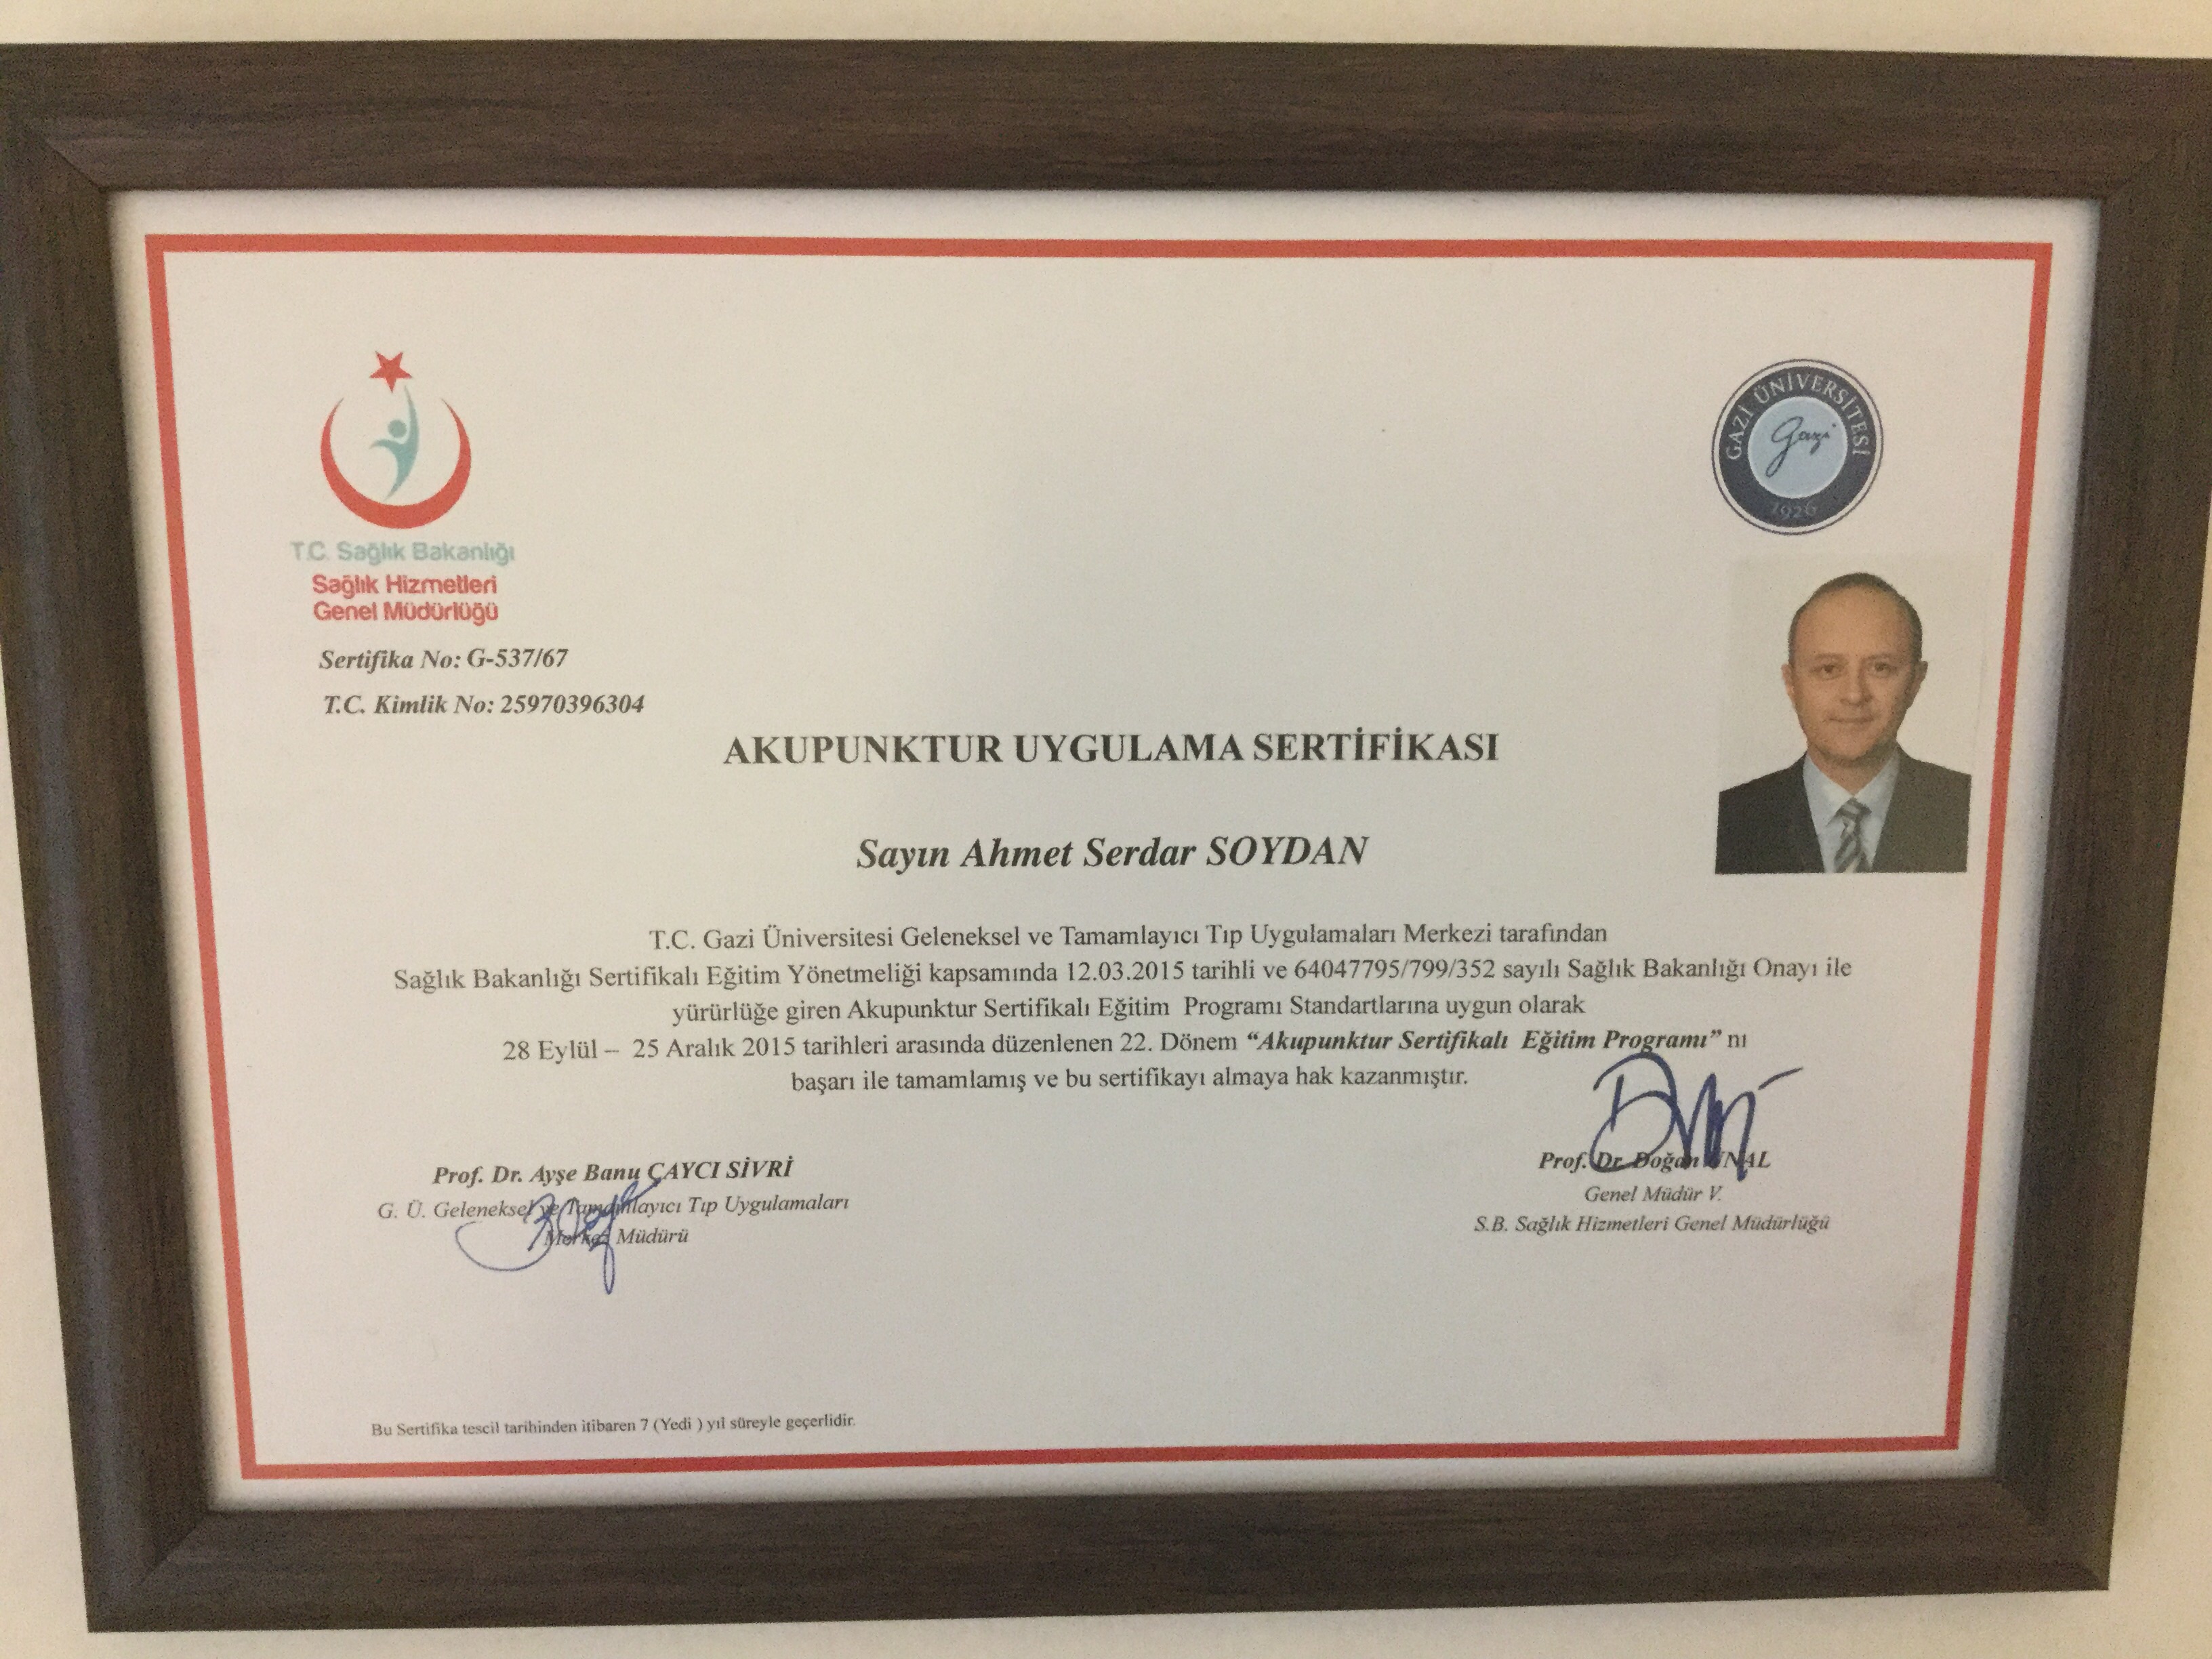 T.C. Sağlık Bakanlığı
Sağlık Hizmetleri
Genel Müdürlüğü
GAZİ ÜNİVERSİTESİ
Gazi
1926
Sertifika No: G-537/67
T.C. Kimlik No: 25970396304
AKUPUNKTUR UYGULAMA SERTİFİKASI
Sayın Ahmet Serdar SOYDAN
T.C. Gazi Üniversitesi Geleneksel ve Tamamlayıcı Tıp Uygulamaları Merkezi tarafından
Sağlık Bakanlığı Sertifikalı Eğitim Yönetmeliği kapsamında 12.03.2015 tarihli ve 64047795/799/352 sayılı Sağlık Bakanlığı Onayı ile
yürürlüğe giren Akupunktur Sertifikalı Eğitim Programı Standartlarına uygun olarak
28 Eylül – 25 Aralık 2015 tarihleri arasında düzenlenen 22. Dönem “Akupunktur Sertifikalı Eğitim Programı” nı
başarı ile tamamlamış ve bu sertifikayı almaya hak kazanmıştır.
Prof. Dr. Ayşe Banu ÇAYCI SİVRİ
G. Ü. Geleneksel ve Tamamlayıcı Tıp Uygulamaları
Merkez Müdürü
Prof. Dr. Doğan ÜNAL
Genel Müdür V.
S.B. Sağlık Hizmetleri Genel Müdürlüğü
Bu Sertifika tescil tarihinden itibaren 7 (Yedi ) yıl süreyle geçerlidir.